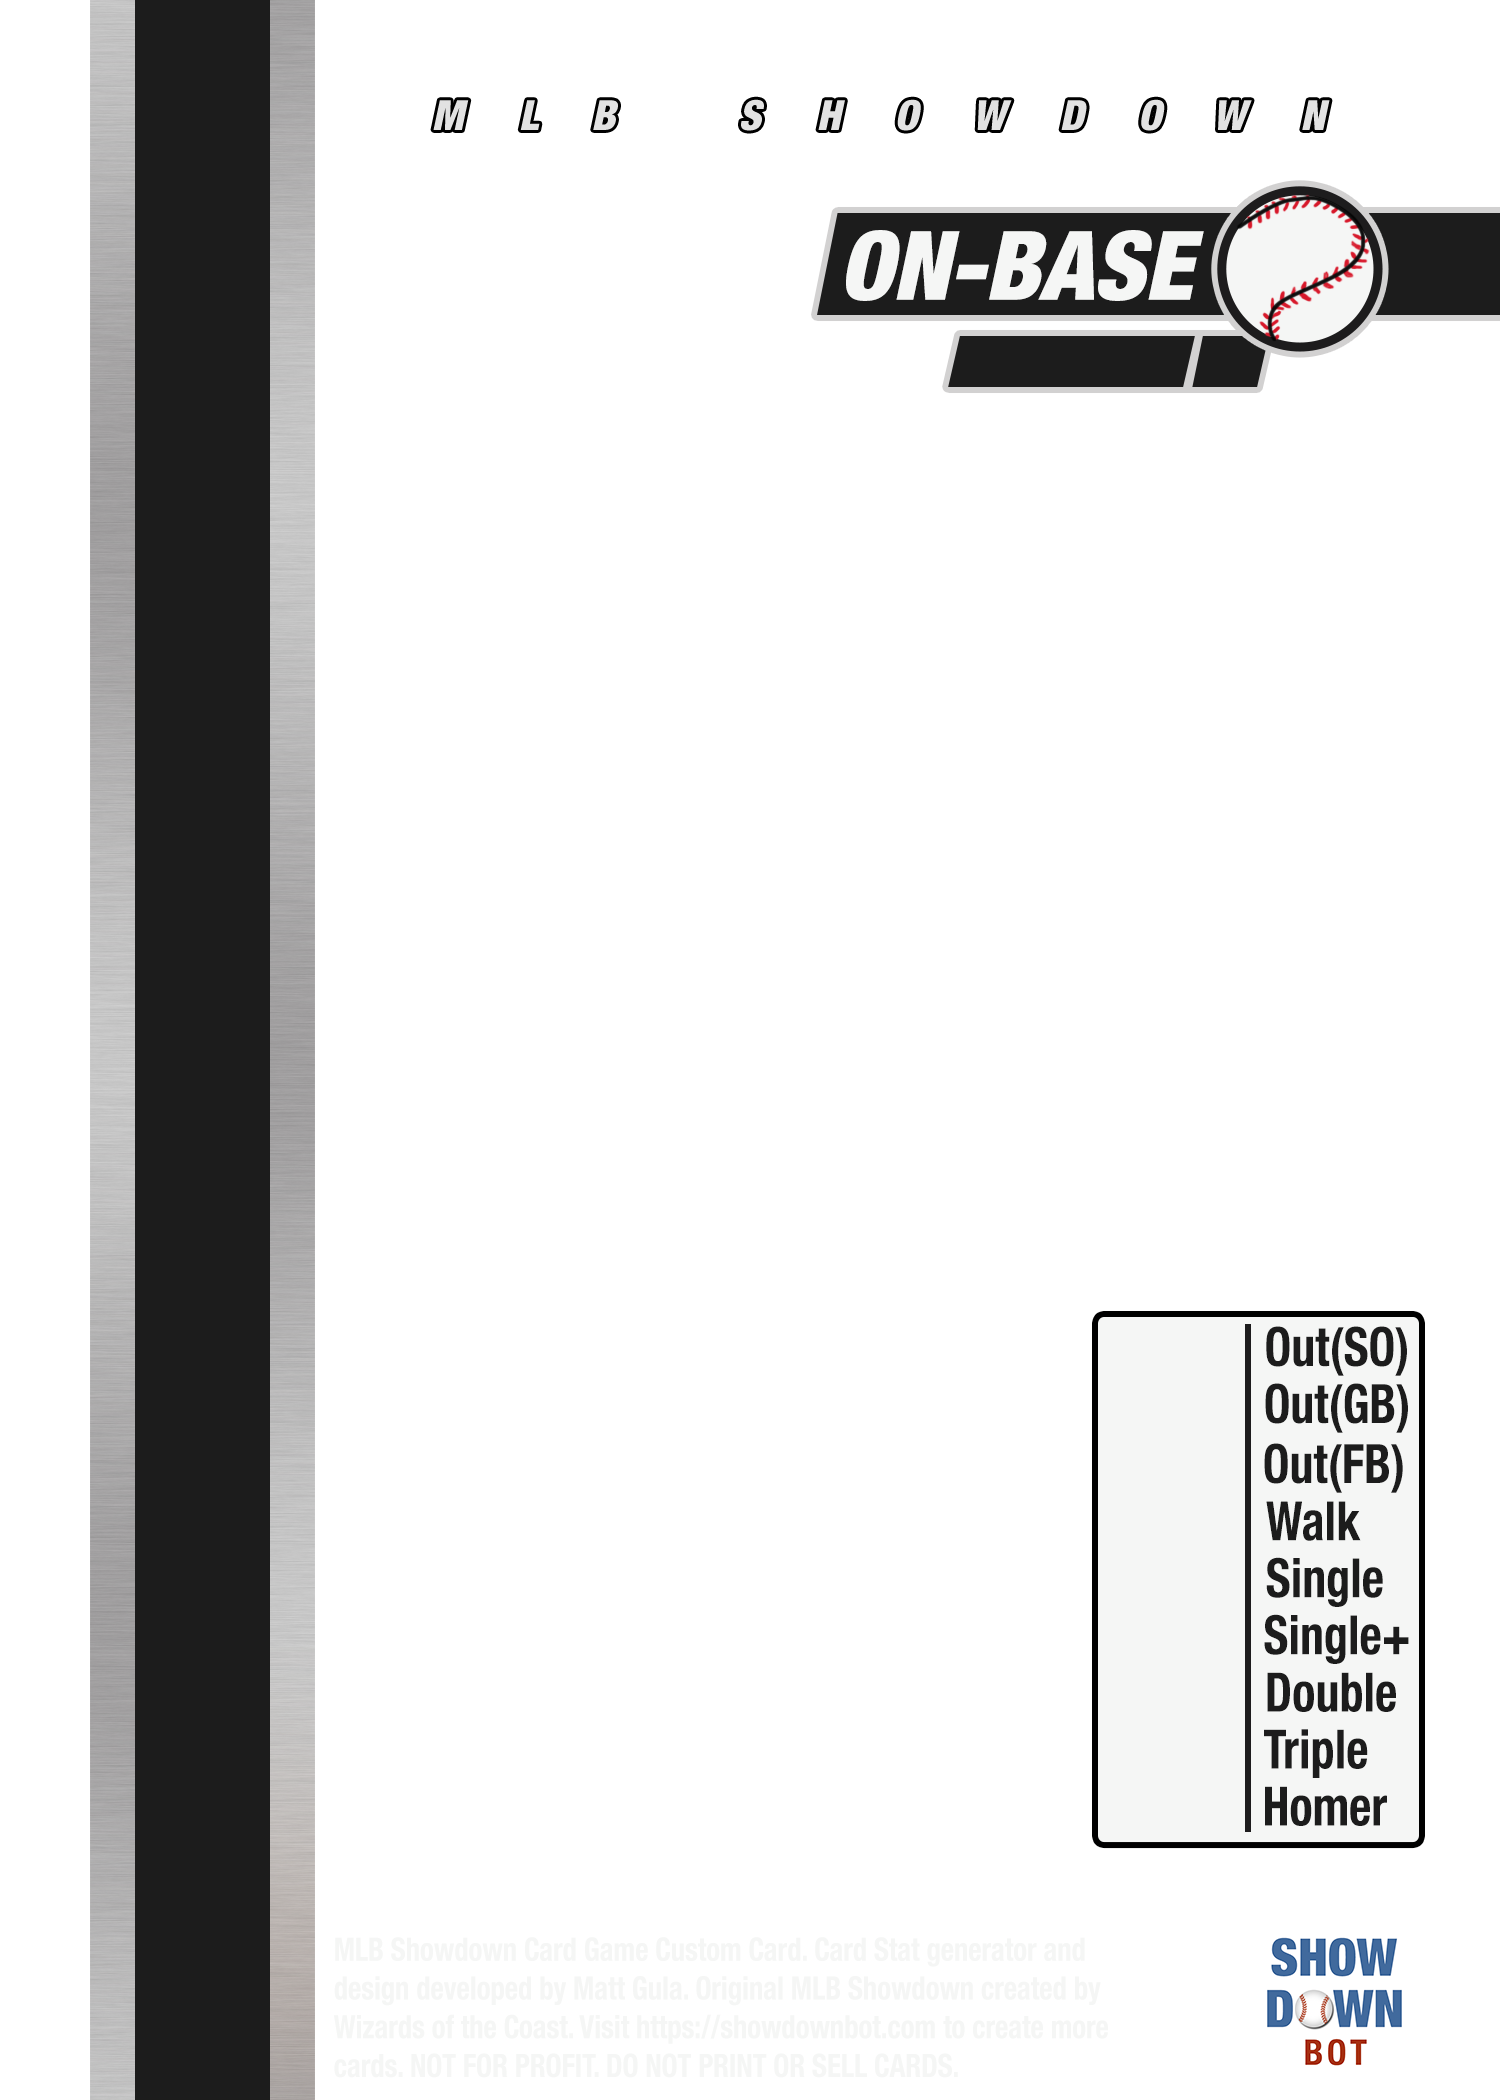 MLB SHOWDOWN
ON-BASE
Out(SO)
Out(GB)
Out(FB)
Walk
Single
Single+
Double
Triple
Homer
MLB Showdown Card Game Custom Card. Card Stat generator and
design developed by Matt Gula. Original MLB Showdown created by
Wizards of the Coast. Visit https://showdownbot.com to create more
cards. NOT FOR PROFIT. DO NOT PRINT OR SELL CARDS.
SHOW
DOWN
BOT